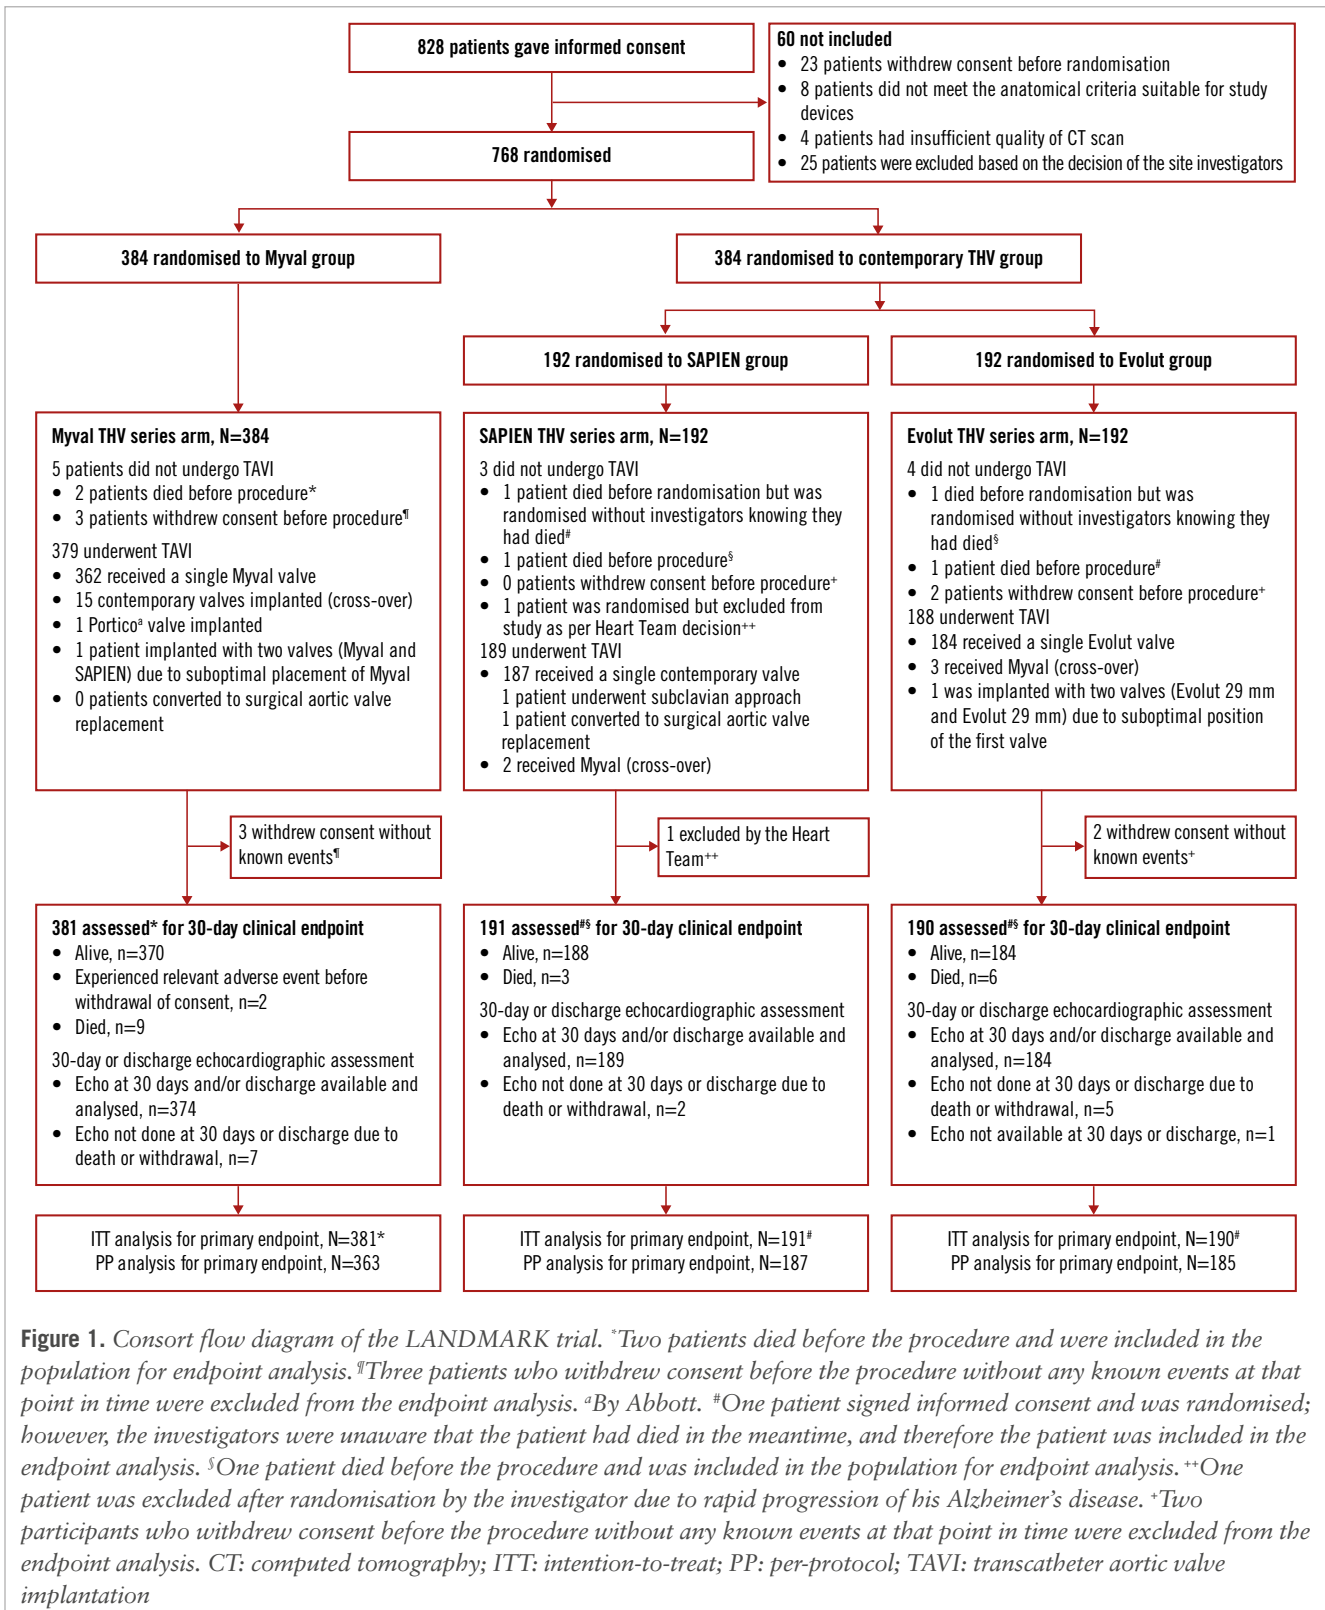 828 patients gave informed consent
60 not included
• 23 patients withdrew consent before randomisation
• 8 patients did not meet the anatomical criteria suitable for study
devices
• 4 patients had insufficient quality of CT scan
• 25 patients were excluded based on the decision of the site investigators
768 randomised
384 randomised to Myval group
384 randomised to contemporary THV group
192 randomised to SAPIEN group
192 randomised to Evolut group
Myval THV series arm, N=384
5 patients did not undergo TAVI
• 2 patients died before procedure*
• 3 patients withdrew consent before procedure¶
379 underwent TAVI
• 362 received a single Myval valve
• 15 contemporary valves implanted (cross-over)
• 1 Porticoª valve implanted
• 1 patient implanted with two valves (Myval and
SAPIEN) due to suboptimal placement of Myval
• 0 patients converted to surgical aortic valve
replacement
SAPIEN THV series arm, N=192
3 did not undergo TAVI
• 1 patient died before randomisation but was
randomised without investigators knowing they
had died#
• 1 patient died before procedure§
• 0 patients withdrew consent before procedure+
• 1 patient was randomised but excluded from
study as per Heart Team decision++
189 underwent TAVI
• 187 received a single contemporary valve
1 patient underwent subclavian approach
1 patient converted to surgical aortic valve
replacement
• 2 received Myval (cross-over)
Evolut THV series arm, N=192
4 did not undergo TAVI
• 1 died before randomisation but was
randomised without investigators knowing they
had died§
• 1 patient died before procedure#
• 2 patients withdrew consent before procedure+
188 underwent TAVI
• 184 received a single Evolut valve
• 3 received Myval (cross-over)
• 1 was implanted with two valves (Evolut 29 mm
and Evolut 29 mm) due to suboptimal position
of the first valve
3 withdrew consent without
known events¶
1 excluded by the Heart
Team++
2 withdrew consent without
known events+
381 assessed* for 30-day clinical endpoint
• Alive, n=370
• Experienced relevant adverse event before
withdrawal of consent, n=2
• Died, n=9
30-day or discharge echocardiographic assessment
• Echo at 30 days and/or discharge available and
analysed, n=374
• Echo not done at 30 days or discharge due to
death or withdrawal, n=7
191 assessed#§ for 30-day clinical endpoint
• Alive, n=188
• Died, n=3
30-day or discharge echocardiographic assessment
• Echo at 30 days and/or discharge available and
analysed, n=189
• Echo not done at 30 days or discharge due to
death or withdrawal, n=2
190 assessed#§ for 30-day clinical endpoint
• Alive, n=184
• Died, n=6
30-day or discharge echocardiographic assessment
• Echo at 30 days and/or discharge available and
analysed, n=184
• Echo not done at 30 days or discharge due to
death or withdrawal, n=5
• Echo not available at 30 days or discharge, n=1
ITT analysis for primary endpoint, N=381*
PP analysis for primary endpoint, N=363
ITT analysis for primary endpoint, N=191#
PP analysis for primary endpoint, N=187
ITT analysis for primary endpoint, N=190#
PP analysis for primary endpoint, N=185
Figure 1. Consort flow diagram of the LANDMARK trial. *Two patients died before the procedure and were included in the
population for endpoint analysis. ¶Three patients who withdrew consent before the procedure without any known events at that
point in time were excluded from the endpoint analysis. ªBy Abbott. #One patient signed informed consent and was randomised;
however, the investigators were unaware that the patient had died in the meantime, and therefore the patient was included in the
endpoint analysis. §One patient died before the procedure and was included in the population for endpoint analysis. ++One
patient was excluded after randomisation by the investigator due to rapid progression of his Alzheimer's disease. +Two
participants who withdrew consent before the procedure without any known events at that point in time were excluded from the
endpoint analysis. CT: computed tomography; ITT: intention-to-treat; PP: per-protocol; TAVI: transcatheter aortic valve
implantation